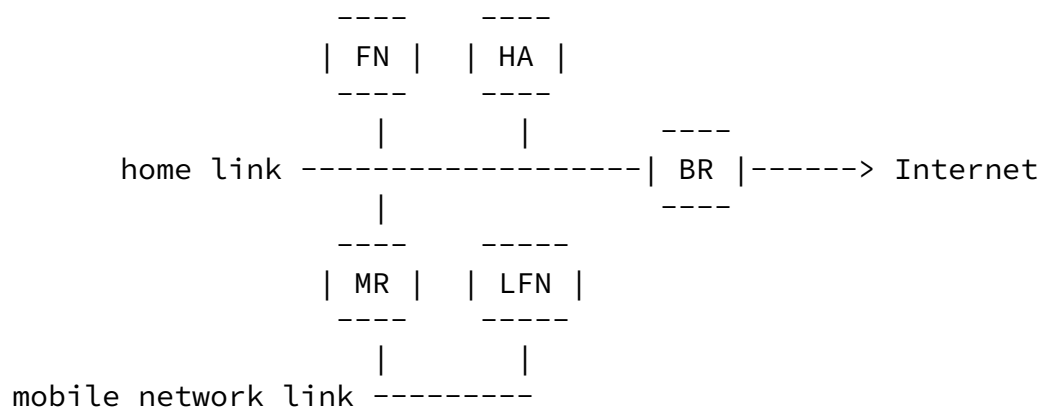 ----    ----
                 | FN |  | HA |
                  ----    ----
                    |       |       ----
      home link -------------------| BR |------> Internet
                    |               ----
                  ----    -----
                 | MR |  | LFN |
                  ----    -----
                    |       |
mobile network link ---------